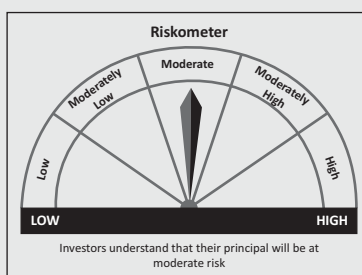 Riskometer
Moderate
Moderately
Low
Moderately
High
Low
High
LOW
HIGH
Investors understand that their principal will be at
moderate risk